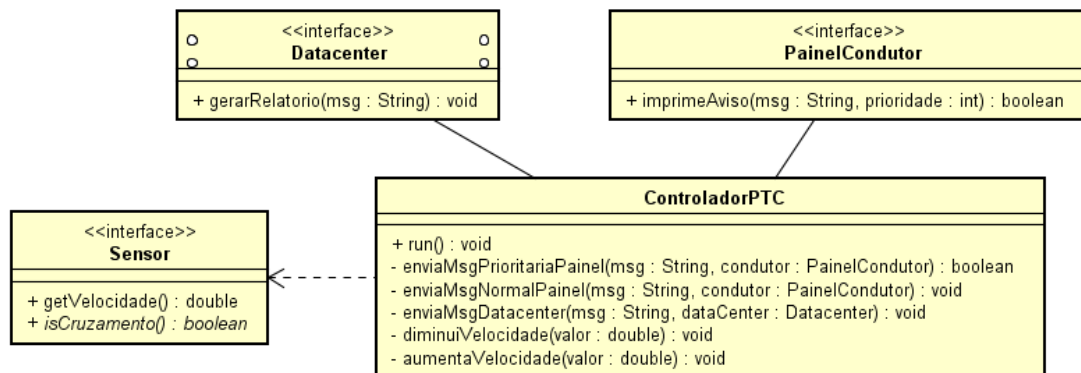 <<interface>>
Datacenter
+ gerarRelatorio(msg : String) : void
<<interface>>
PainelCondutor
+ imprimeAviso(msg : String, prioridade : int) : boolean
<<interface>>
Sensor
+ getVelocidade() : double
+ isCruzamento() : boolean
ControladorPTC
+ run() : void
- enviaMsgPrioritariaPainel(msg : String, condutor : PainelCondutor) : boolean
- enviaMsgNormalPainel(msg : String, condutor : PainelCondutor) : void
- enviaMsgDatacenter(msg : String, dataCenter : Datacenter) : void
- diminuiVelocidade(valor : double) : void
- aumentaVelocidade(valor : double) : void